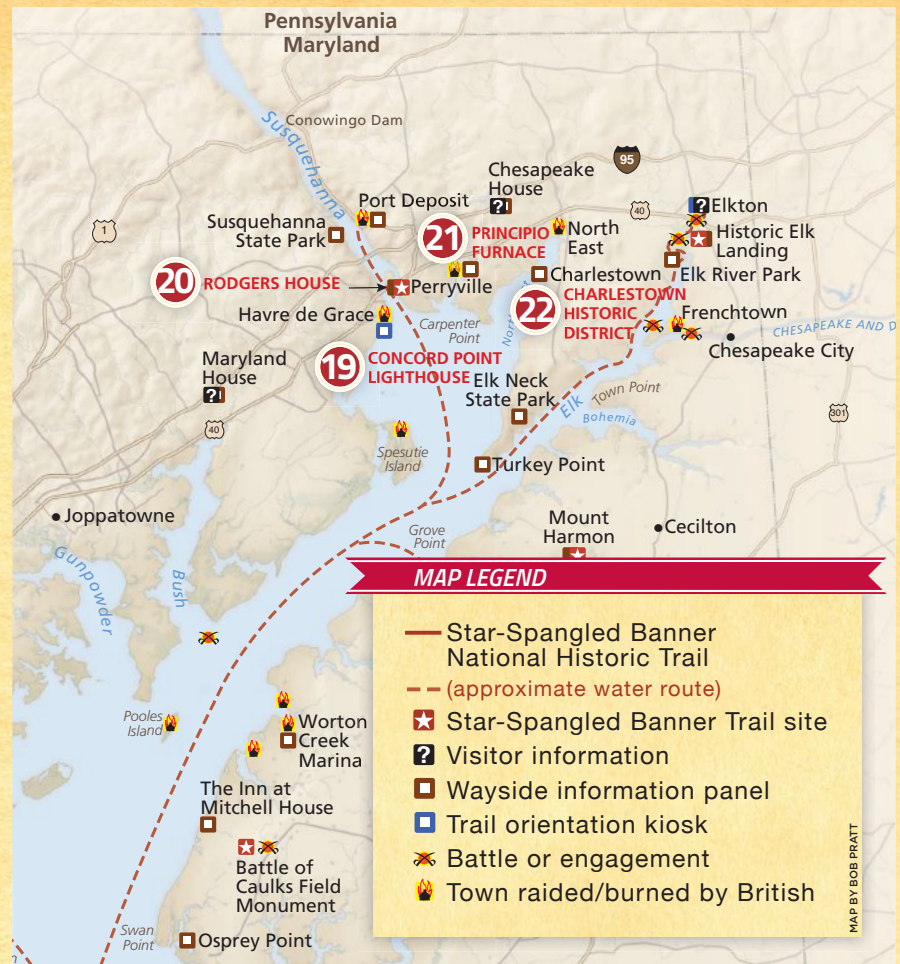 Pennsylvania
Maryland
Susquehanna
Conowingo Dam
95
Chesapeake
House
?
1
Port Deposit
40
?
Elkton
Susquehanna
State Park
21
PRINCIPIO
FURNACE
North
East
Historic Elk
Landing
20
RODGERS HOUSE
Perryville
Charlestown
Elk River Park
22
CHARLESTOWN
HISTORIC
DISTRICT
Havre de Grace
Carpenter
Point
Frenchtown
CHESAPEAKE AND D
Chesapeake City
Maryland
House
?
19
CONCORD POINT
LIGHTHOUSE
Elk Neck
State Park
Elk
Town Point
Bohemia
301
40
Spesutie
Island
Turkey Point
Joppatowne
Grove
Point
Mount
Harmon
Cecilton
Gunpowder
Bush
MAP LEGEND
Star-Spangled Banner
National Historic Trail
(approximate water route)
Star-Spangled Banner Trail site
? Visitor information
Wayside information panel
Trail orientation kiosk
Battle or engagement
Town raided/burned by British
MAP BY BOB PRATT
Pooles
Island
Worton
Creek
Marina
The Inn at
Mitchell House
Battle of
Caulks Field
Monument
Swan
Point
Osprey Point